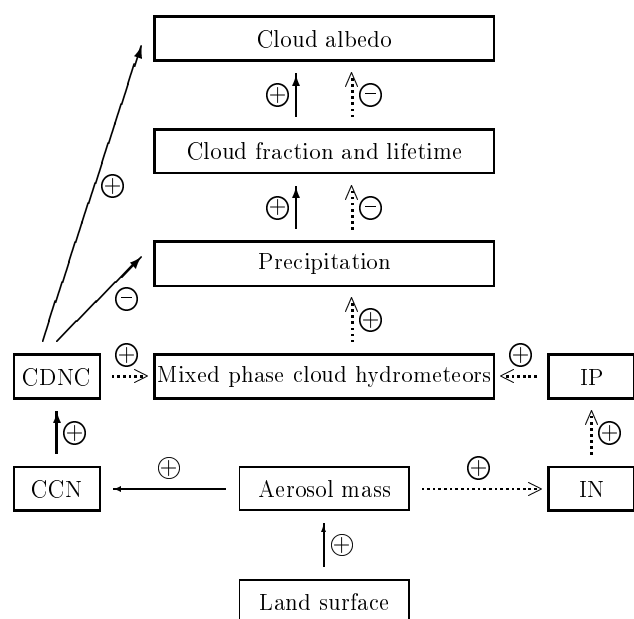 Cloud albedo
⊕ ⊖
Cloud fraction and lifetime
⊕
⊕ ⊖
Precipitation
⊖
⊕
⊕ ⊕
CDNC Mixed phase cloud hydrometeors IP
⊕ ⊕
⊕ ⊕
CCN Aerosol mass IN
⊕
Land surface